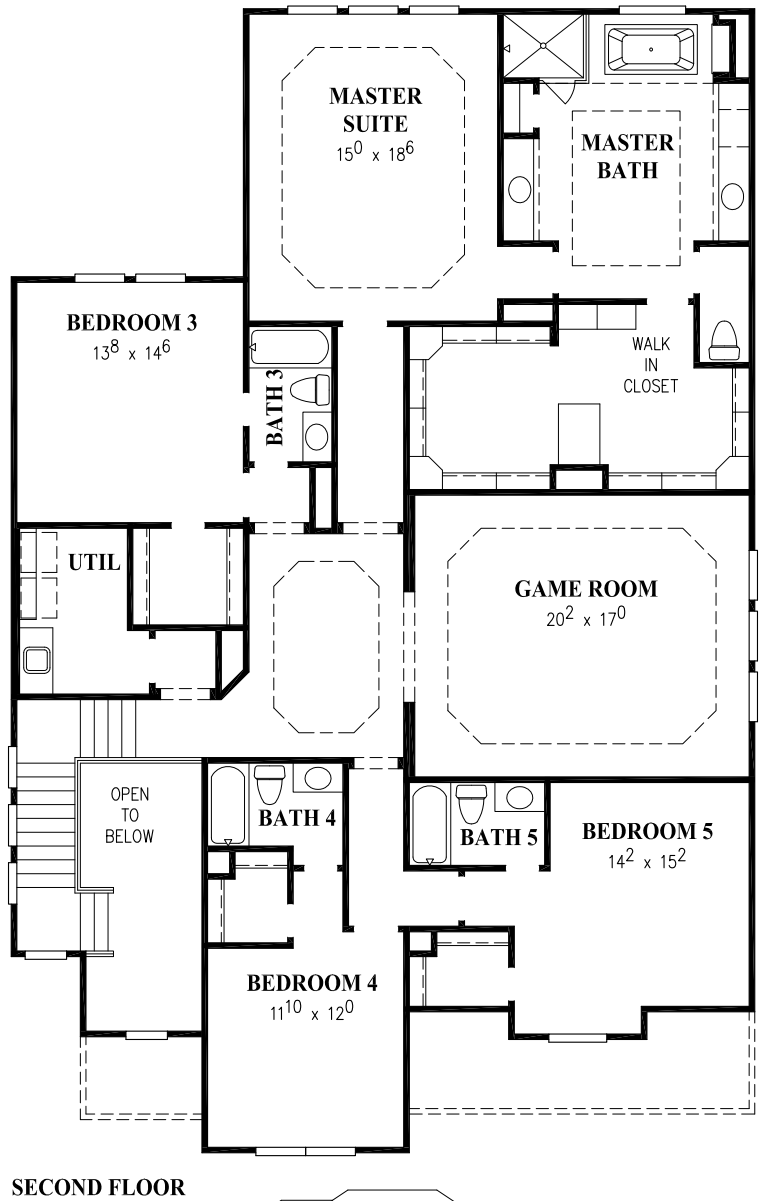 MASTER
SUITE
15⁰ x 18⁶
MASTER
BATH
BEDROOM 3
13⁸ x 14⁶
BATH 3
WALK
IN
CLOSET
UTIL
GAME ROOM
20² x 17⁰
OPEN
TO
BELOW
BATH 4
BATH 5
BEDROOM 5
14² x 15²
BEDROOM 4
11¹⁰ x 12⁰
SECOND FLOOR